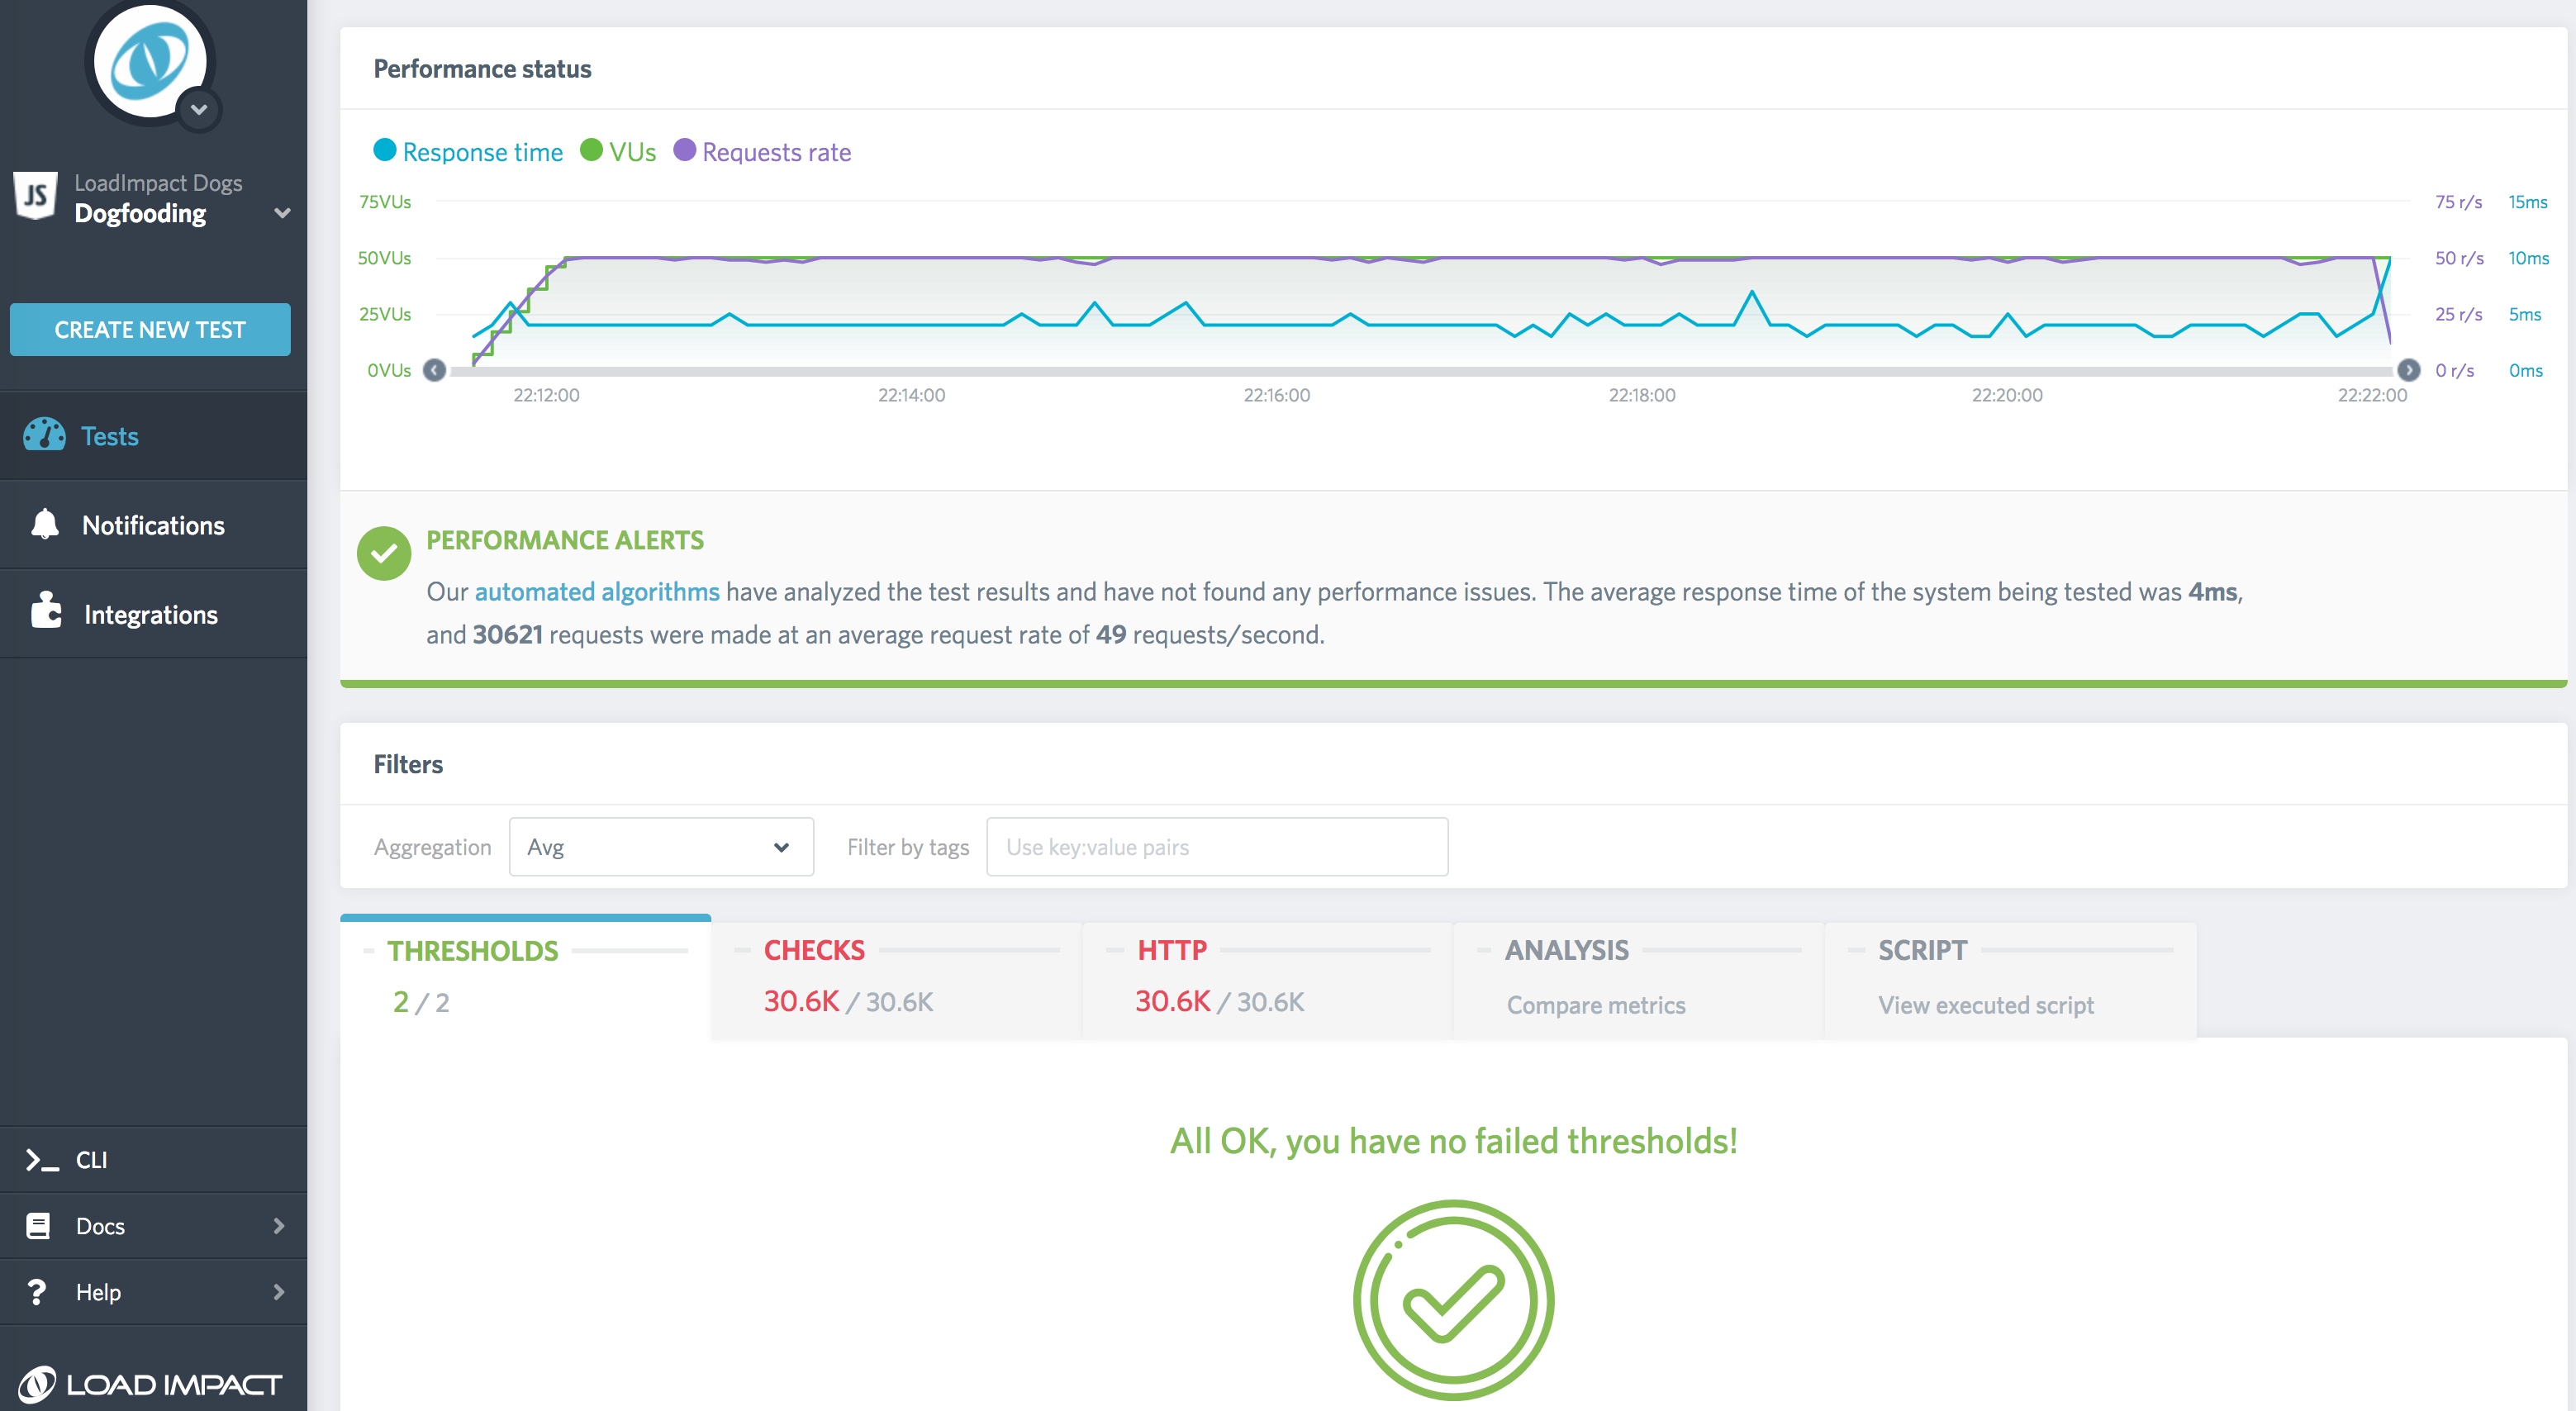 JS
LoadImpact Dogs
Dogfooding
CREATE NEW TEST
Tests
Notifications
Integrations
CLI
Docs
Help
LOAD IMPACT
Performance status
Response time VUs Requests rate
75VUs 75 r/s 15ms
50VUs 50 r/s 10ms
25VUs 25 r/s 5ms
0VUs 0 r/s 0ms
22:12:00 22:14:00 22:16:00 22:18:00 22:20:00 22:22:00
PERFORMANCE ALERTS
Our automated algorithms have analyzed the test results and have not found any performance issues. The average response time of the system being tested was 4ms,
and 30621 requests were made at an average request rate of 49 requests/second.
Filters
Aggregation Avg Filter by tags Use key:value pairs
THRESHOLDS CHECKS HTTP ANALYSIS SCRIPT
2 / 2 30.6K / 30.6K 30.6K / 30.6K Compare metrics View executed script
All OK, you have no failed thresholds!